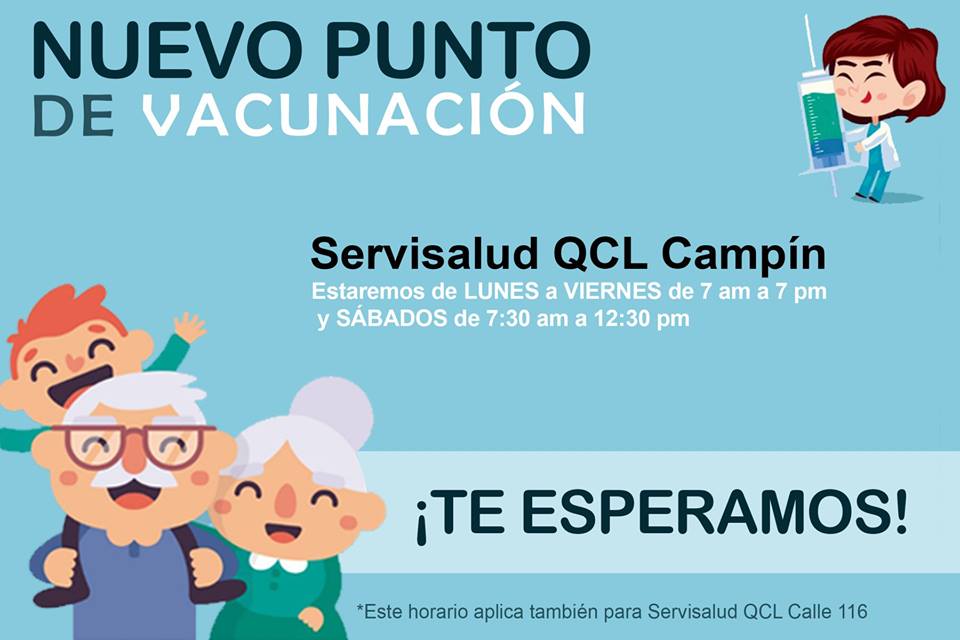 NUEVO PUNTO
DE VACUNACIÓN
Servisalud QCL Campín
Estaremos de LUNES a VIERNES de 7 am a 7 pm
y SÁBADOS de 7:30 am a 12:30 pm
¡TE ESPERAMOS!
*Este horario aplica también para Servisalud QCL Calle 116